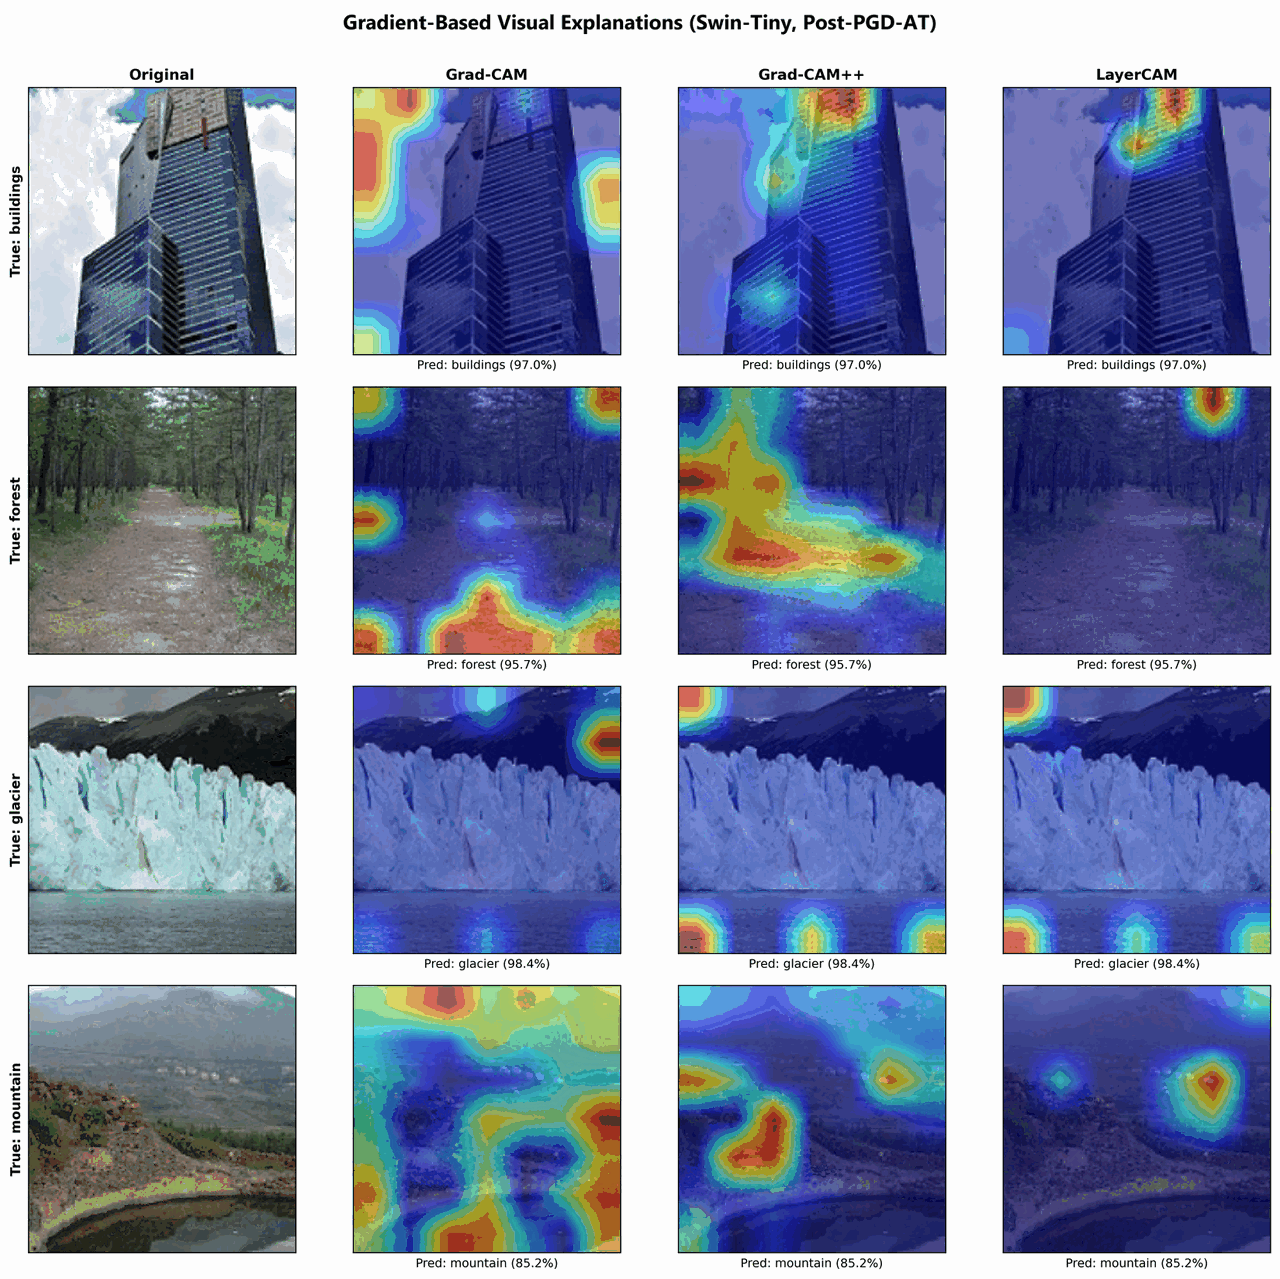 Gradient-Based Visual Explanations (Swin-Tiny, Post-PGD-AT)
Original
Grad-CAM
Grad-CAM++
LayerCAM
True: buildings
Pred: buildings (97.0%)
Pred: buildings (97.0%)
Pred: buildings (97.0%)
True: forest
Pred: forest (95.7%)
Pred: forest (95.7%)
Pred: forest (95.7%)
True: glacier
Pred: glacier (98.4%)
Pred: glacier (98.4%)
Pred: glacier (98.4%)
True: mountain
Pred: mountain (85.2%)
Pred: mountain (85.2%)
Pred: mountain (85.2%)